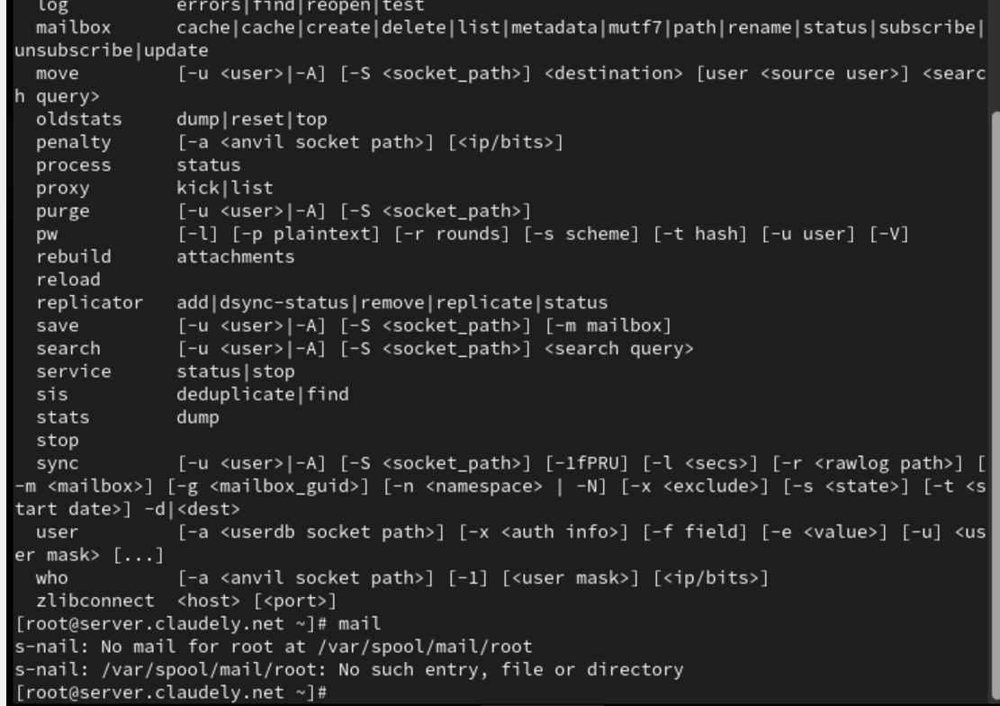 log          errors|find|reopen|test
  mailbox      cache|cache|create|delete|list|metadata|mutf7|path|rename|status|subscribe|
unsubscribe|update
  move         [-u <user>|-A] [-S <socket_path>] <destination> [user <source user>] <searc
h query>
  oldstats     dump|reset|top
  penalty      [-a <anvil socket path>] [<ip/bits>]
  process      status
  proxy        kick|list
  purge        [-u <user>|-A] [-S <socket_path>]
  pw           [-l] [-p plaintext] [-r rounds] [-s scheme] [-t hash] [-u user] [-V]
  rebuild      attachments
  reload
  replicator   add|dsync-status|remove|replicate|status
  save         [-u <user>|-A] [-S <socket_path>] [-m mailbox]
  search       [-u <user>|-A] [-S <socket_path>] <search query>
  service      status|stop
  sis          deduplicate|find
  stats        dump
  stop
  sync         [-u <user>|-A] [-S <socket_path>] [-1fPRU] [-l <secs>] [-r <rawlog path>] [
-m <mailbox>] [-g <mailbox_guid>] [-n <namespace> | -N] [-x <exclude>] [-s <state>] [-t <s
tart date>] -d|<dest>
  user         [-a <userdb socket path>] [-x <auth info>] [-f field] [-e <value>] [-u] <us
er mask> [...]
  who          [-a <anvil socket path>] [-1] [<user mask>] [<ip/bits>]
  zlibconnect  <host> [<port>]
[root@server.claudely.net ~]# mail
s-nail: No mail for root at /var/spool/mail/root
s-nail: /var/spool/mail/root: No such entry, file or directory
[root@server.claudely.net ~]#